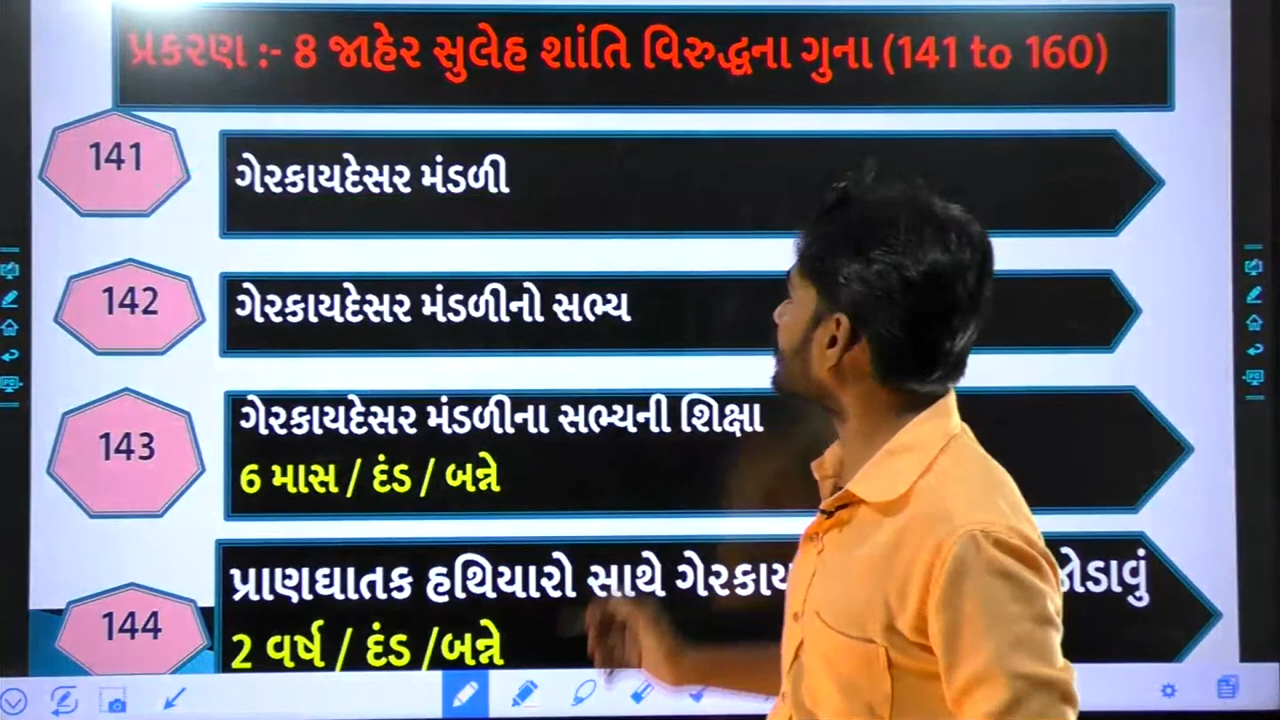 પ્રકરણ :- 8 જાહેર સુલેહ શાંતિ વિરુદ્ધના ગુના (141 to 160)
141
ગેરકાયદેસર મંડળી
142
ગેરકાયદેસર મંડળીનો સભ્ય
143
ગેરકાયદેસર મંડળીના સભ્યની શિક્ષા
6 માસ / દંડ / બન્ને
144
પ્રાણઘાતક હથિયારો સાથે
2 વર્ષ / દંડ /બન્ને